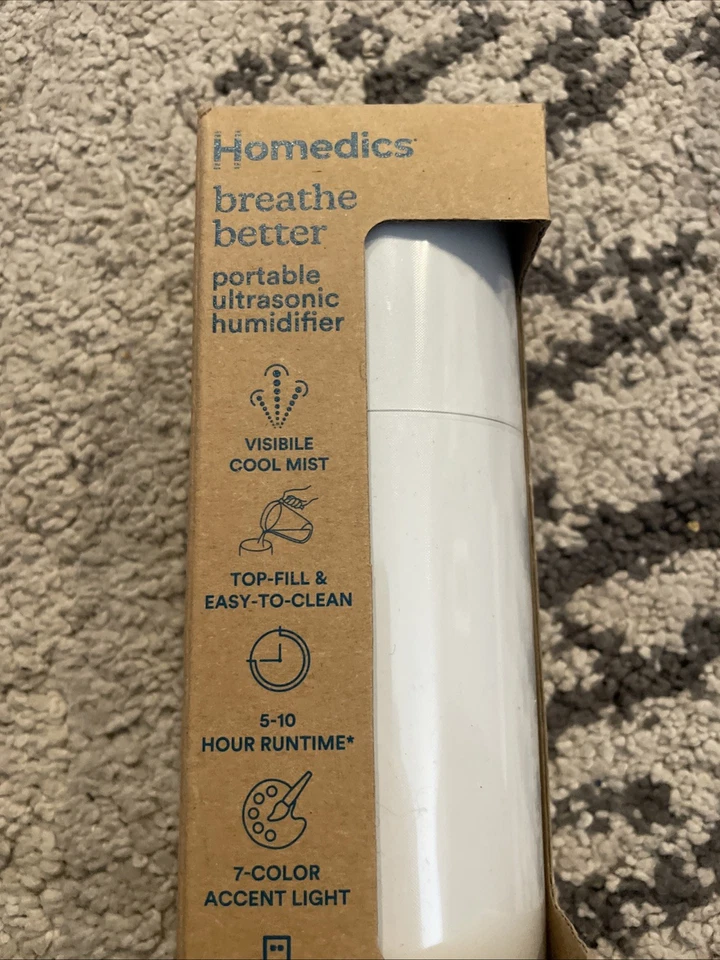 Homedics
breathe
better
portable
ultrasonic
humidifier
VISIBILE
COOL MIST
TOP-FILL &
EASY-TO-CLEAN
5-10
HOUR RUNTIME*
7-COLOR
ACCENT LIGHT